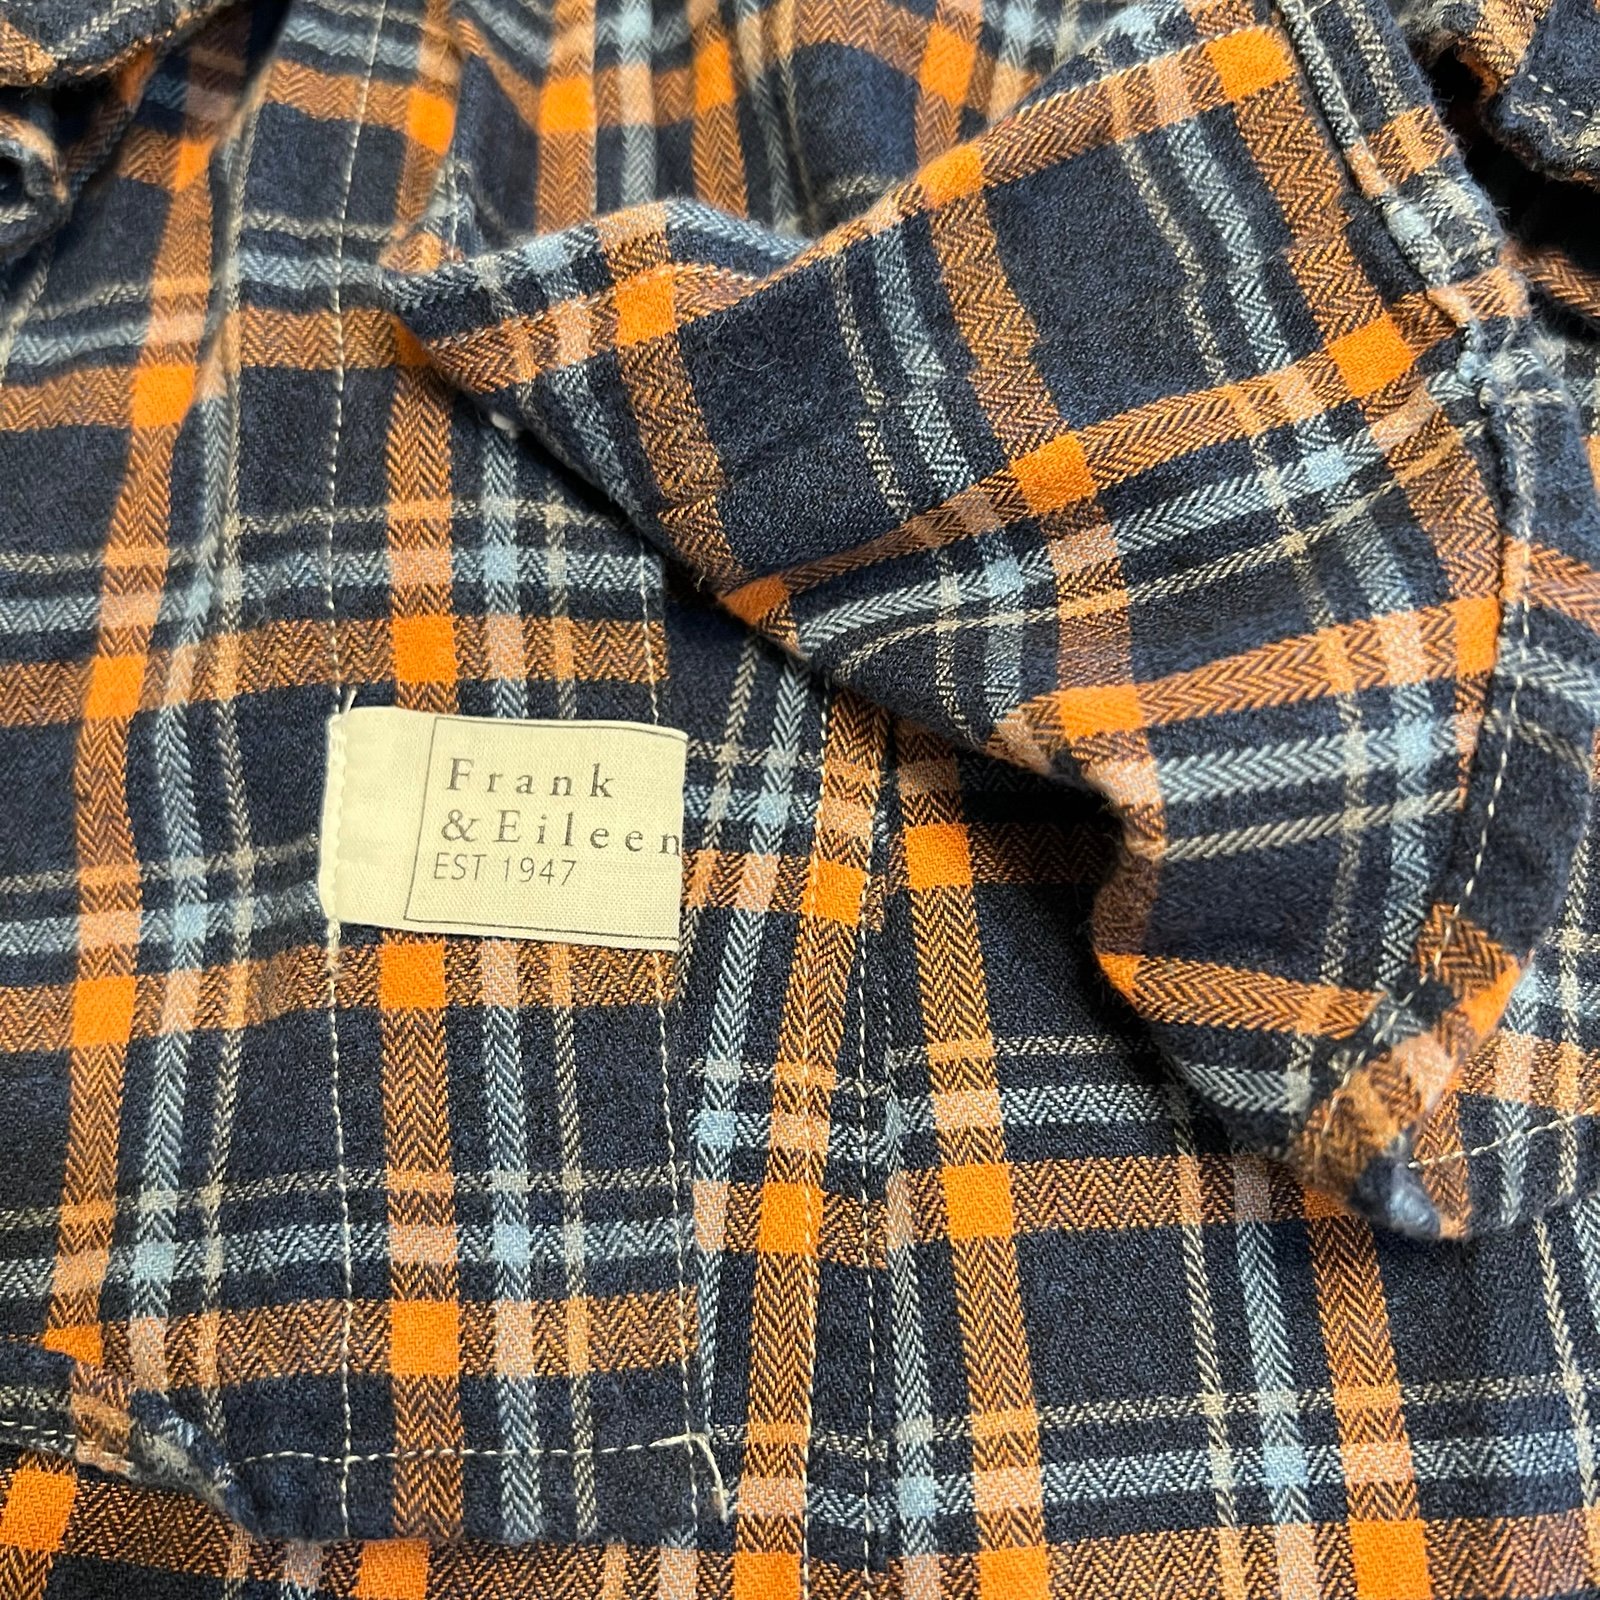 Frank
& Eileen
EST 1947